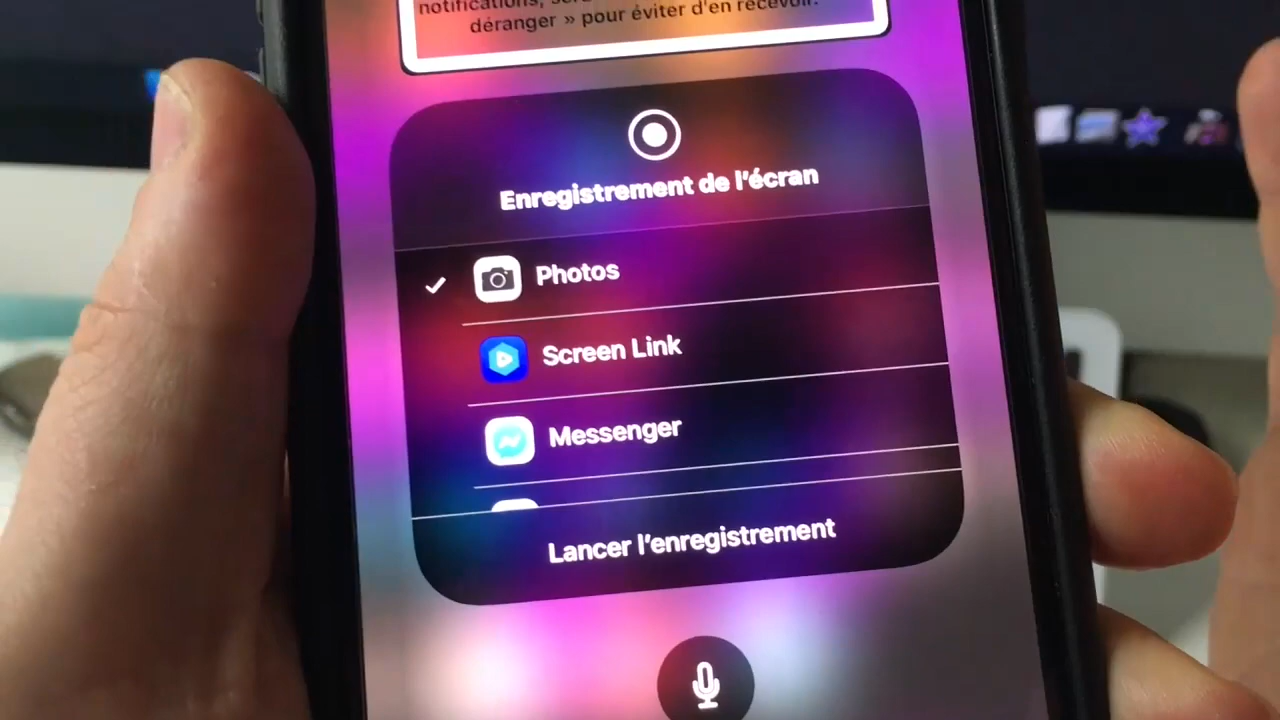 notifications,
déranger » pour éviter d'en recevoir.
Enregistrement de l'écran
Photos
Screen Link
Messenger
Lancer l'enregistrement